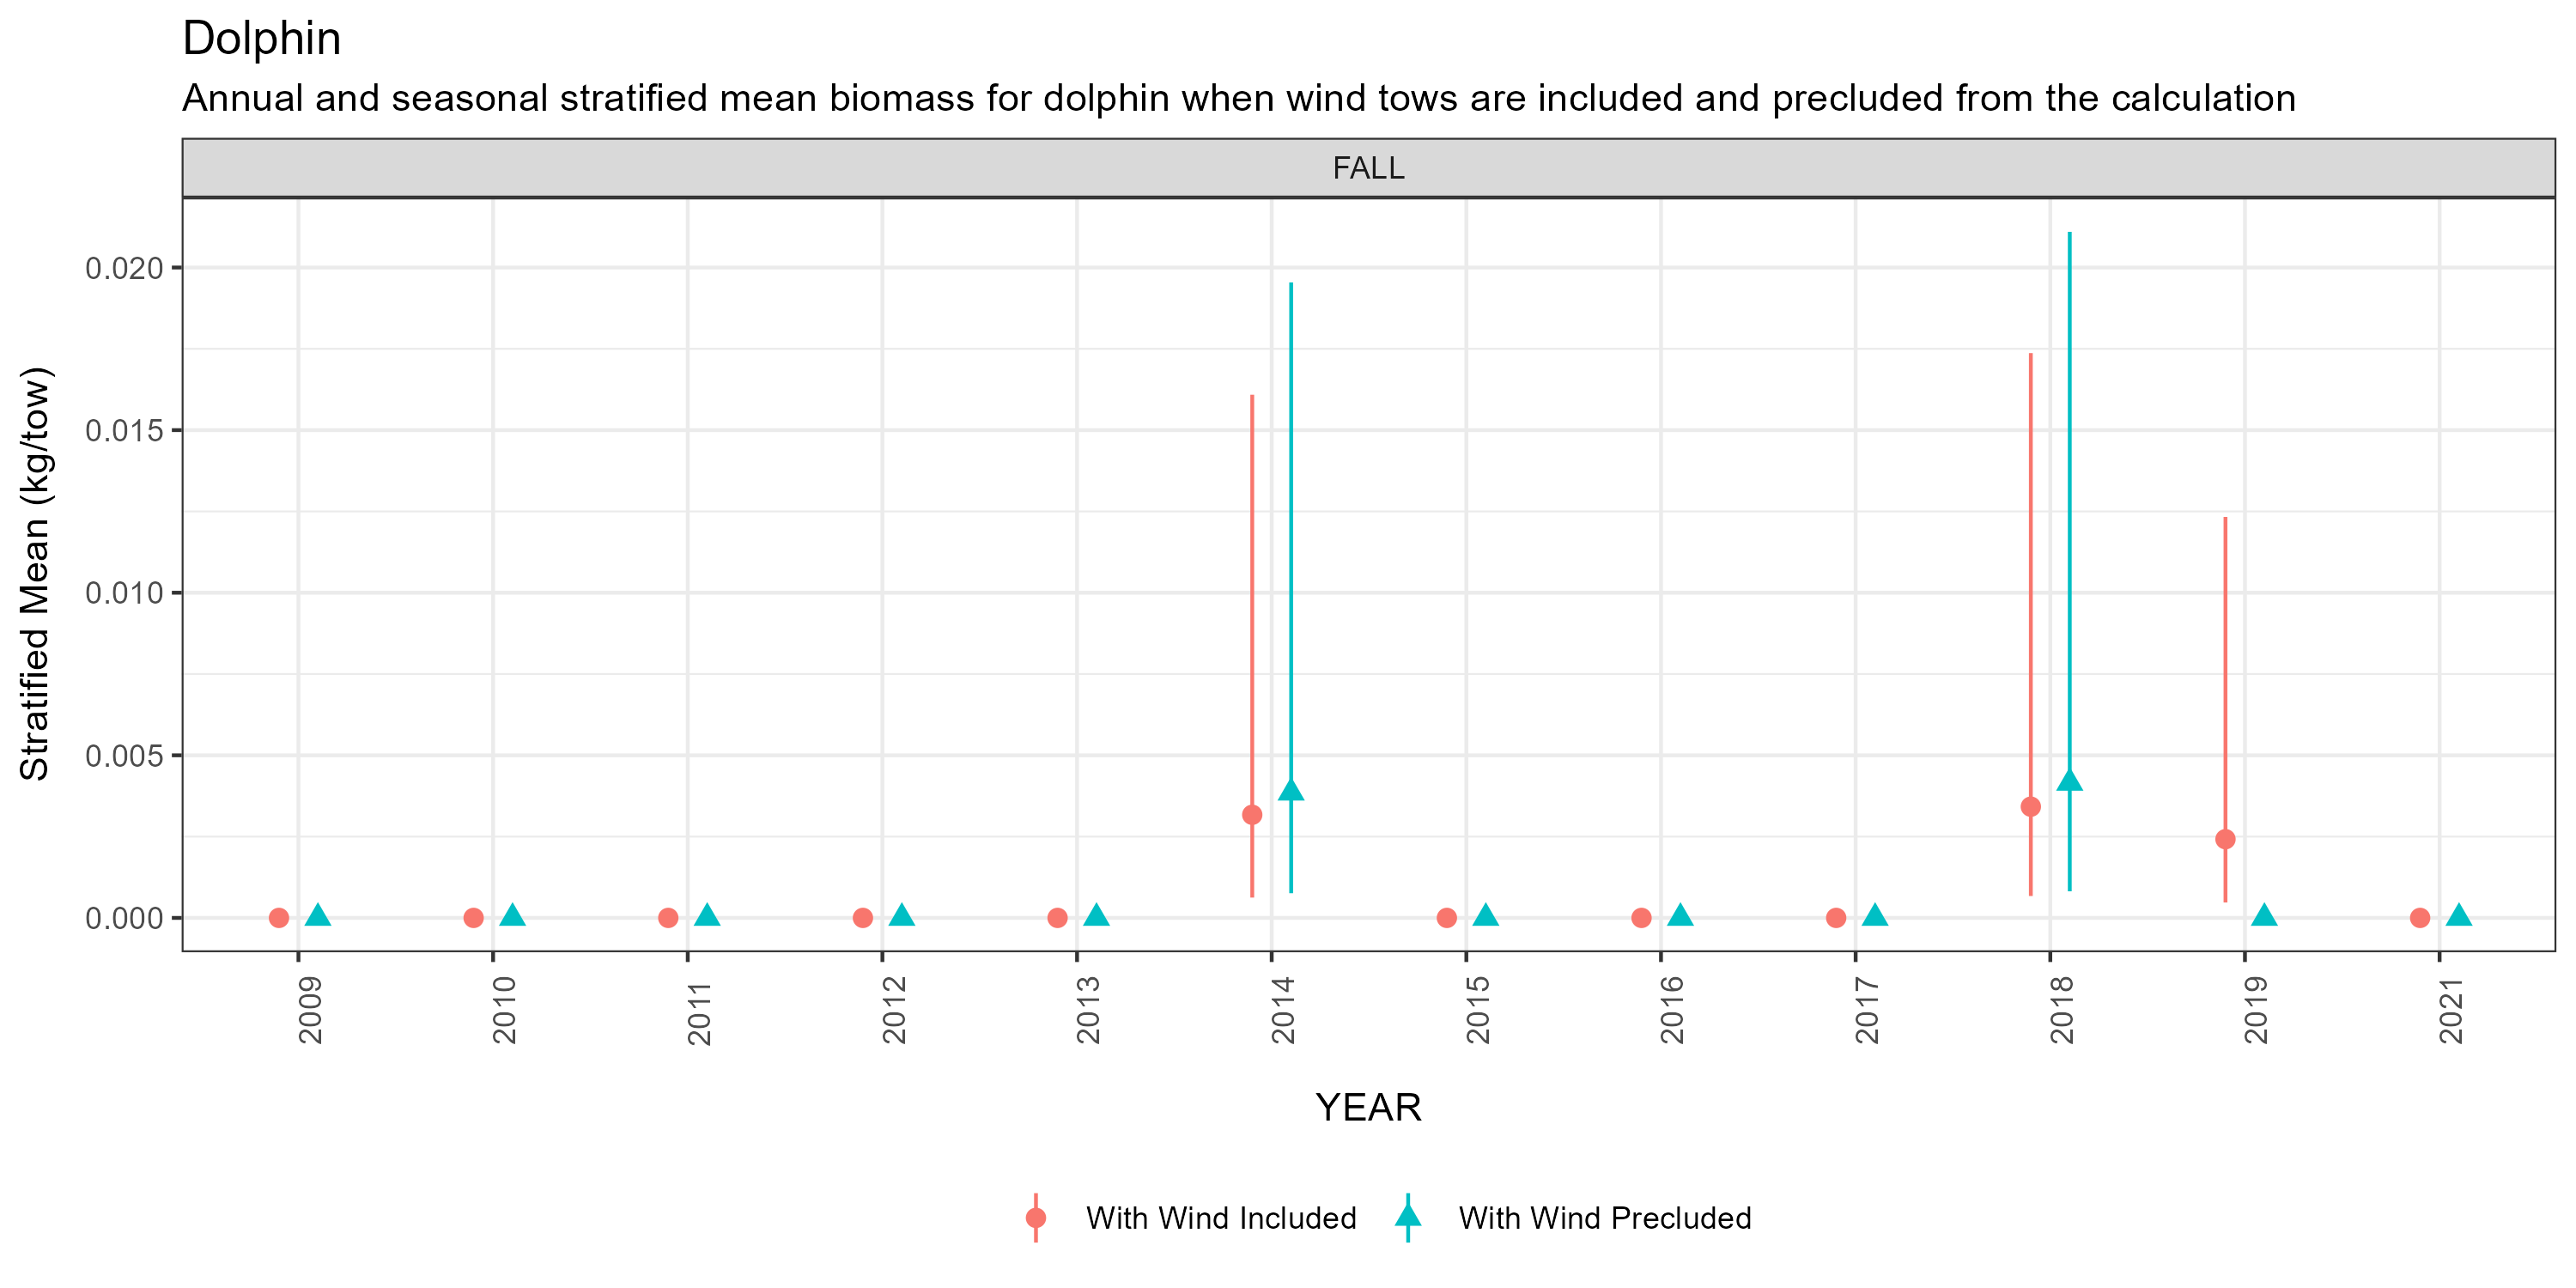 Dolphin
Annual and seasonal stratified mean biomass for dolphin when wind tows are included and precluded from the calculation
FALL
Stratified Mean (kg/tow)
0.020
0.015
0.010
0.005
0.000
2009
2010
2011
2012
2013
2014
2015
2016
2017
2018
2019
2021
YEAR
With Wind Included
With Wind Precluded